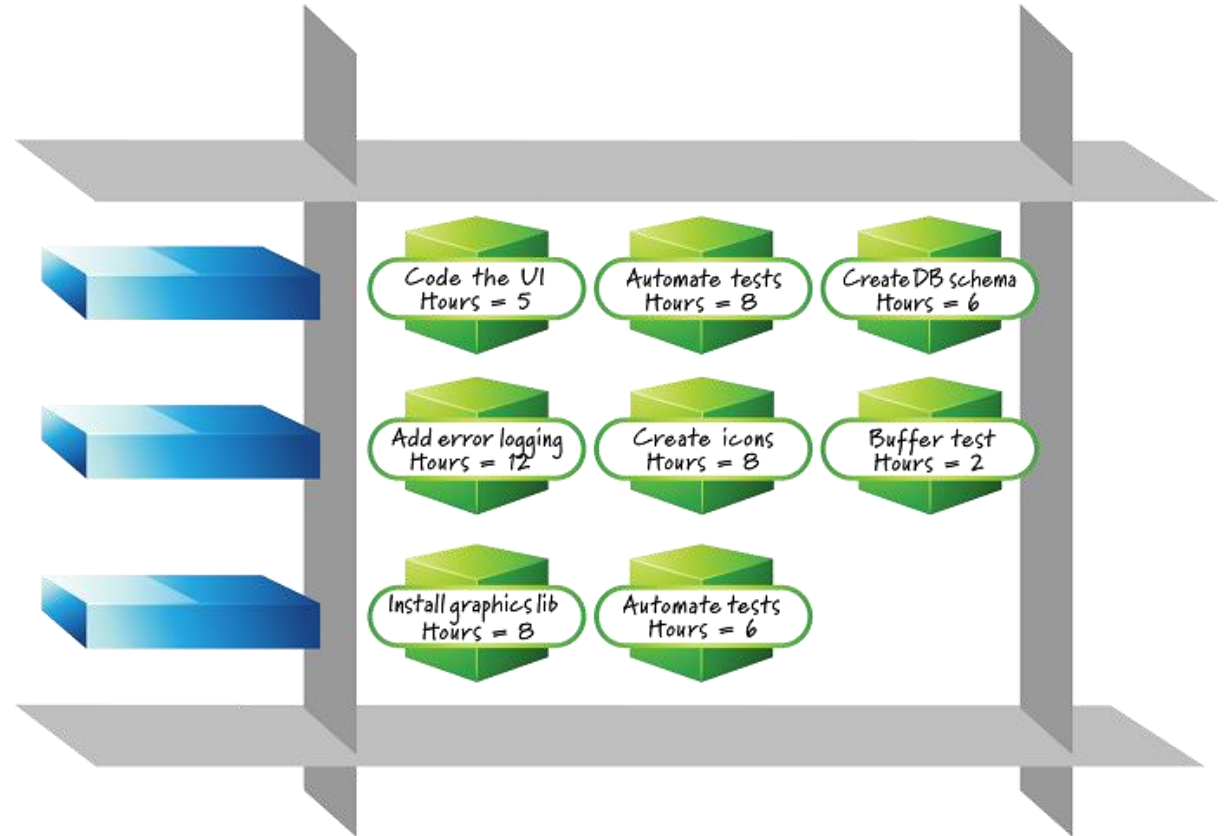 Code the UI
Hours = 5
Automate tests
Hours = 8
Create DB schema
Hours = 6
Add error logging
Hours = 12
Create icons
Hours = 8
Buffer test
Hours = 2
Install graphics lib
Hours = 8
Automate tests
Hours = 6